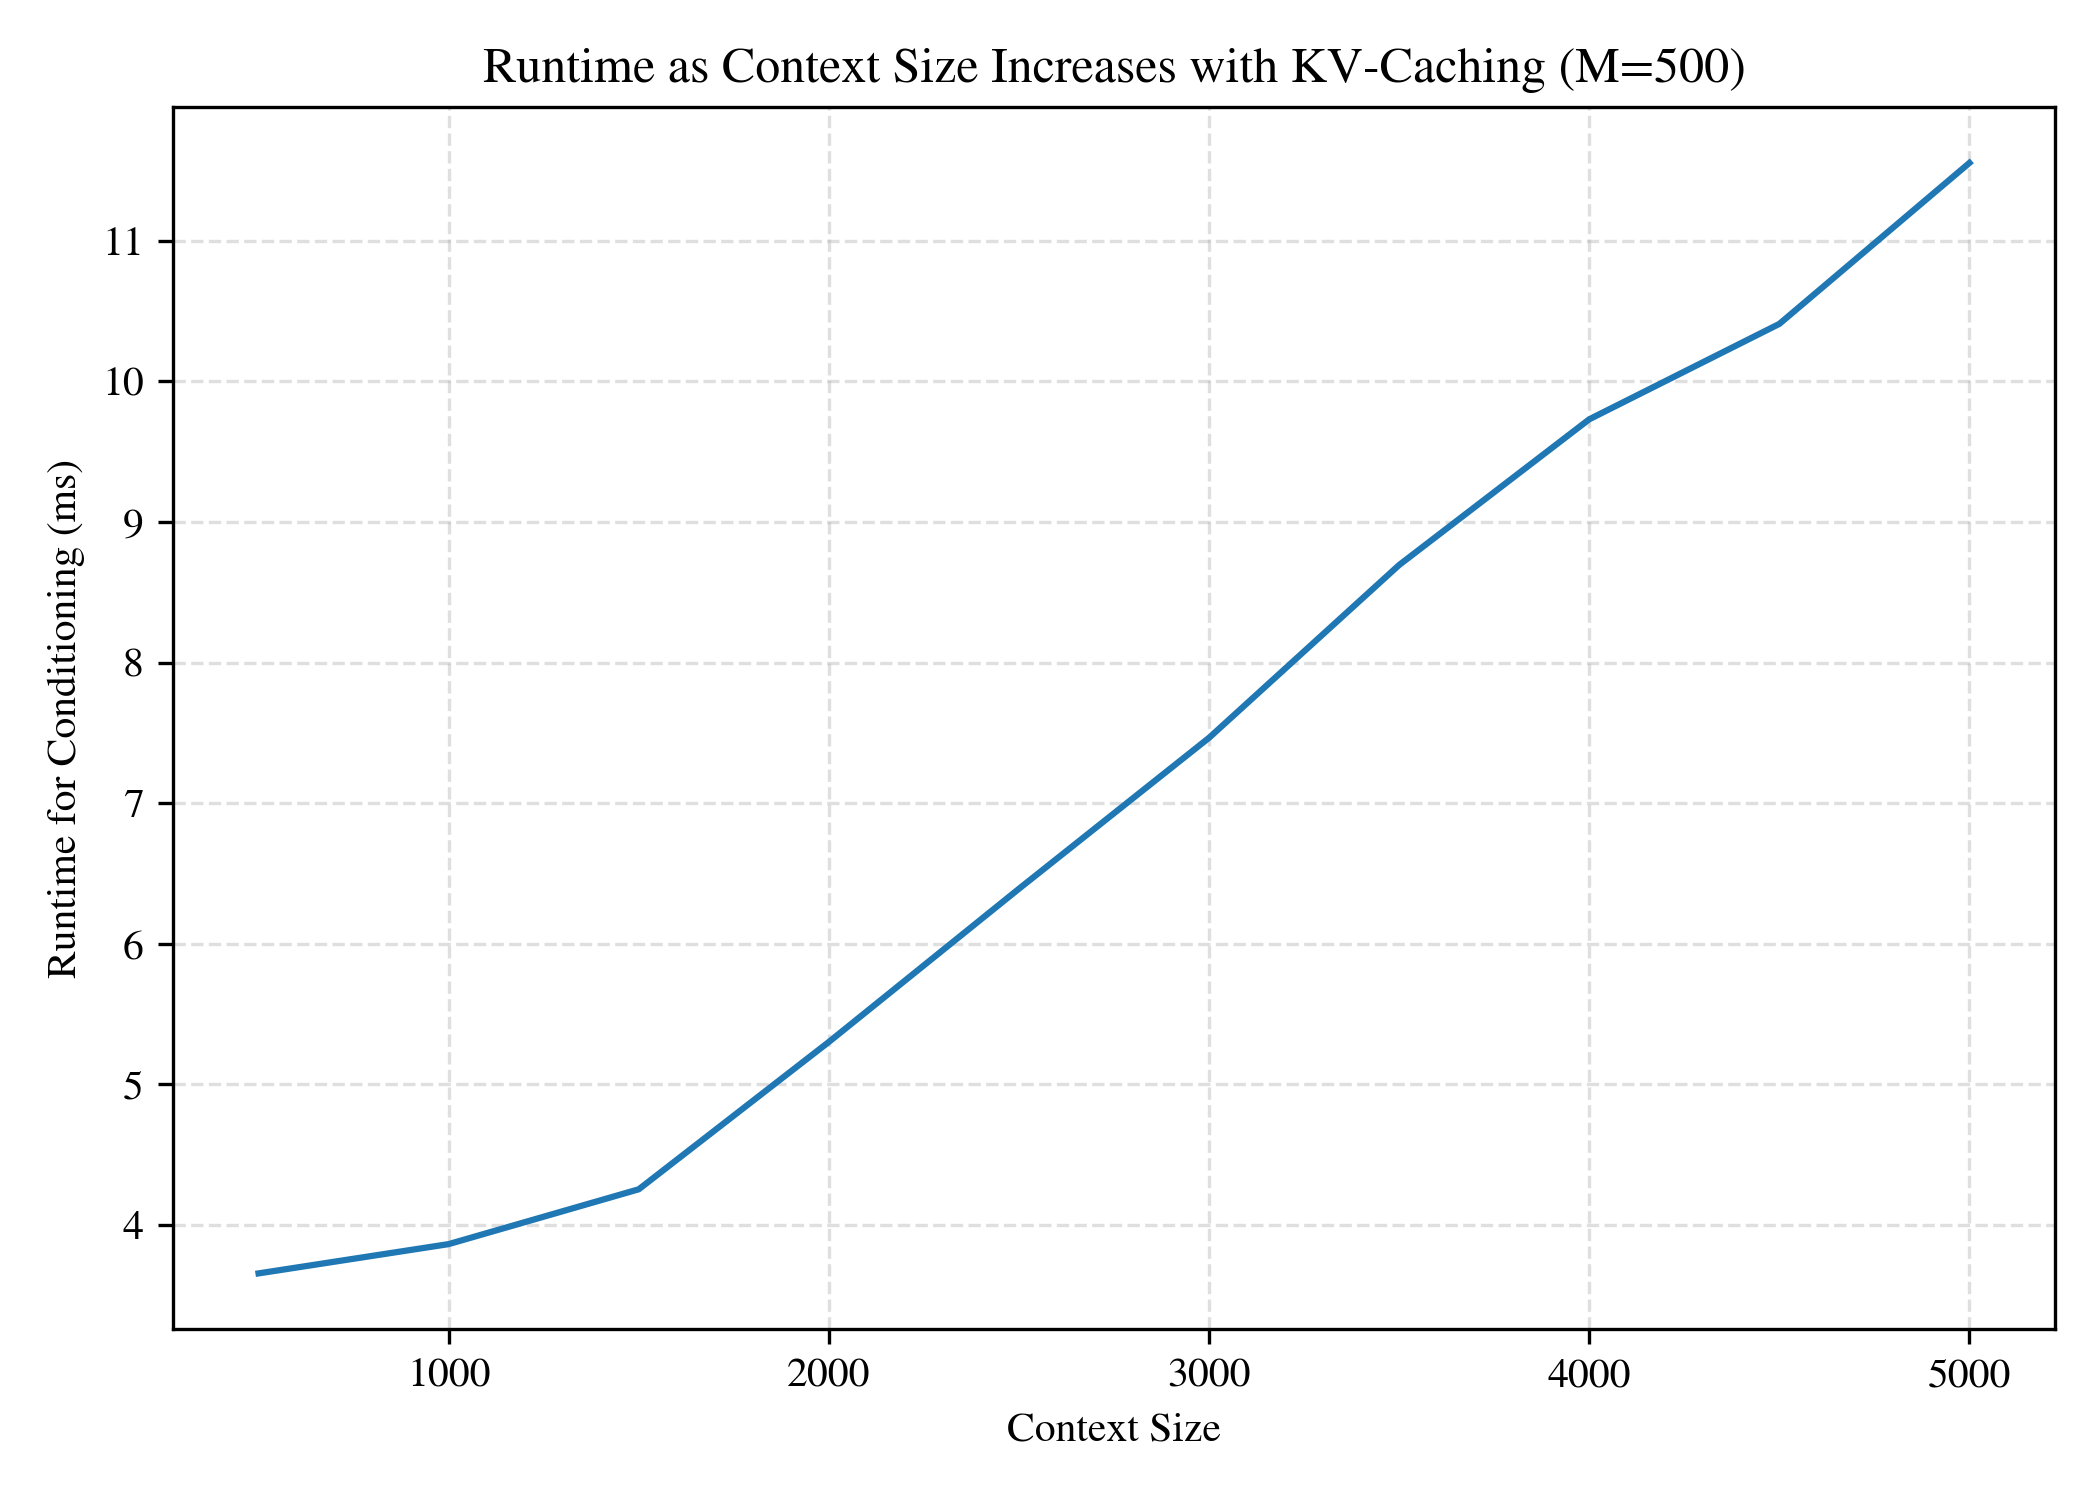 Runtime as Context Size Increases with KV-Caching (M=500)
Runtime for Conditioning (ms)
11
10
9
8
7
6
5
4
1000 2000 3000 4000 5000
Context Size